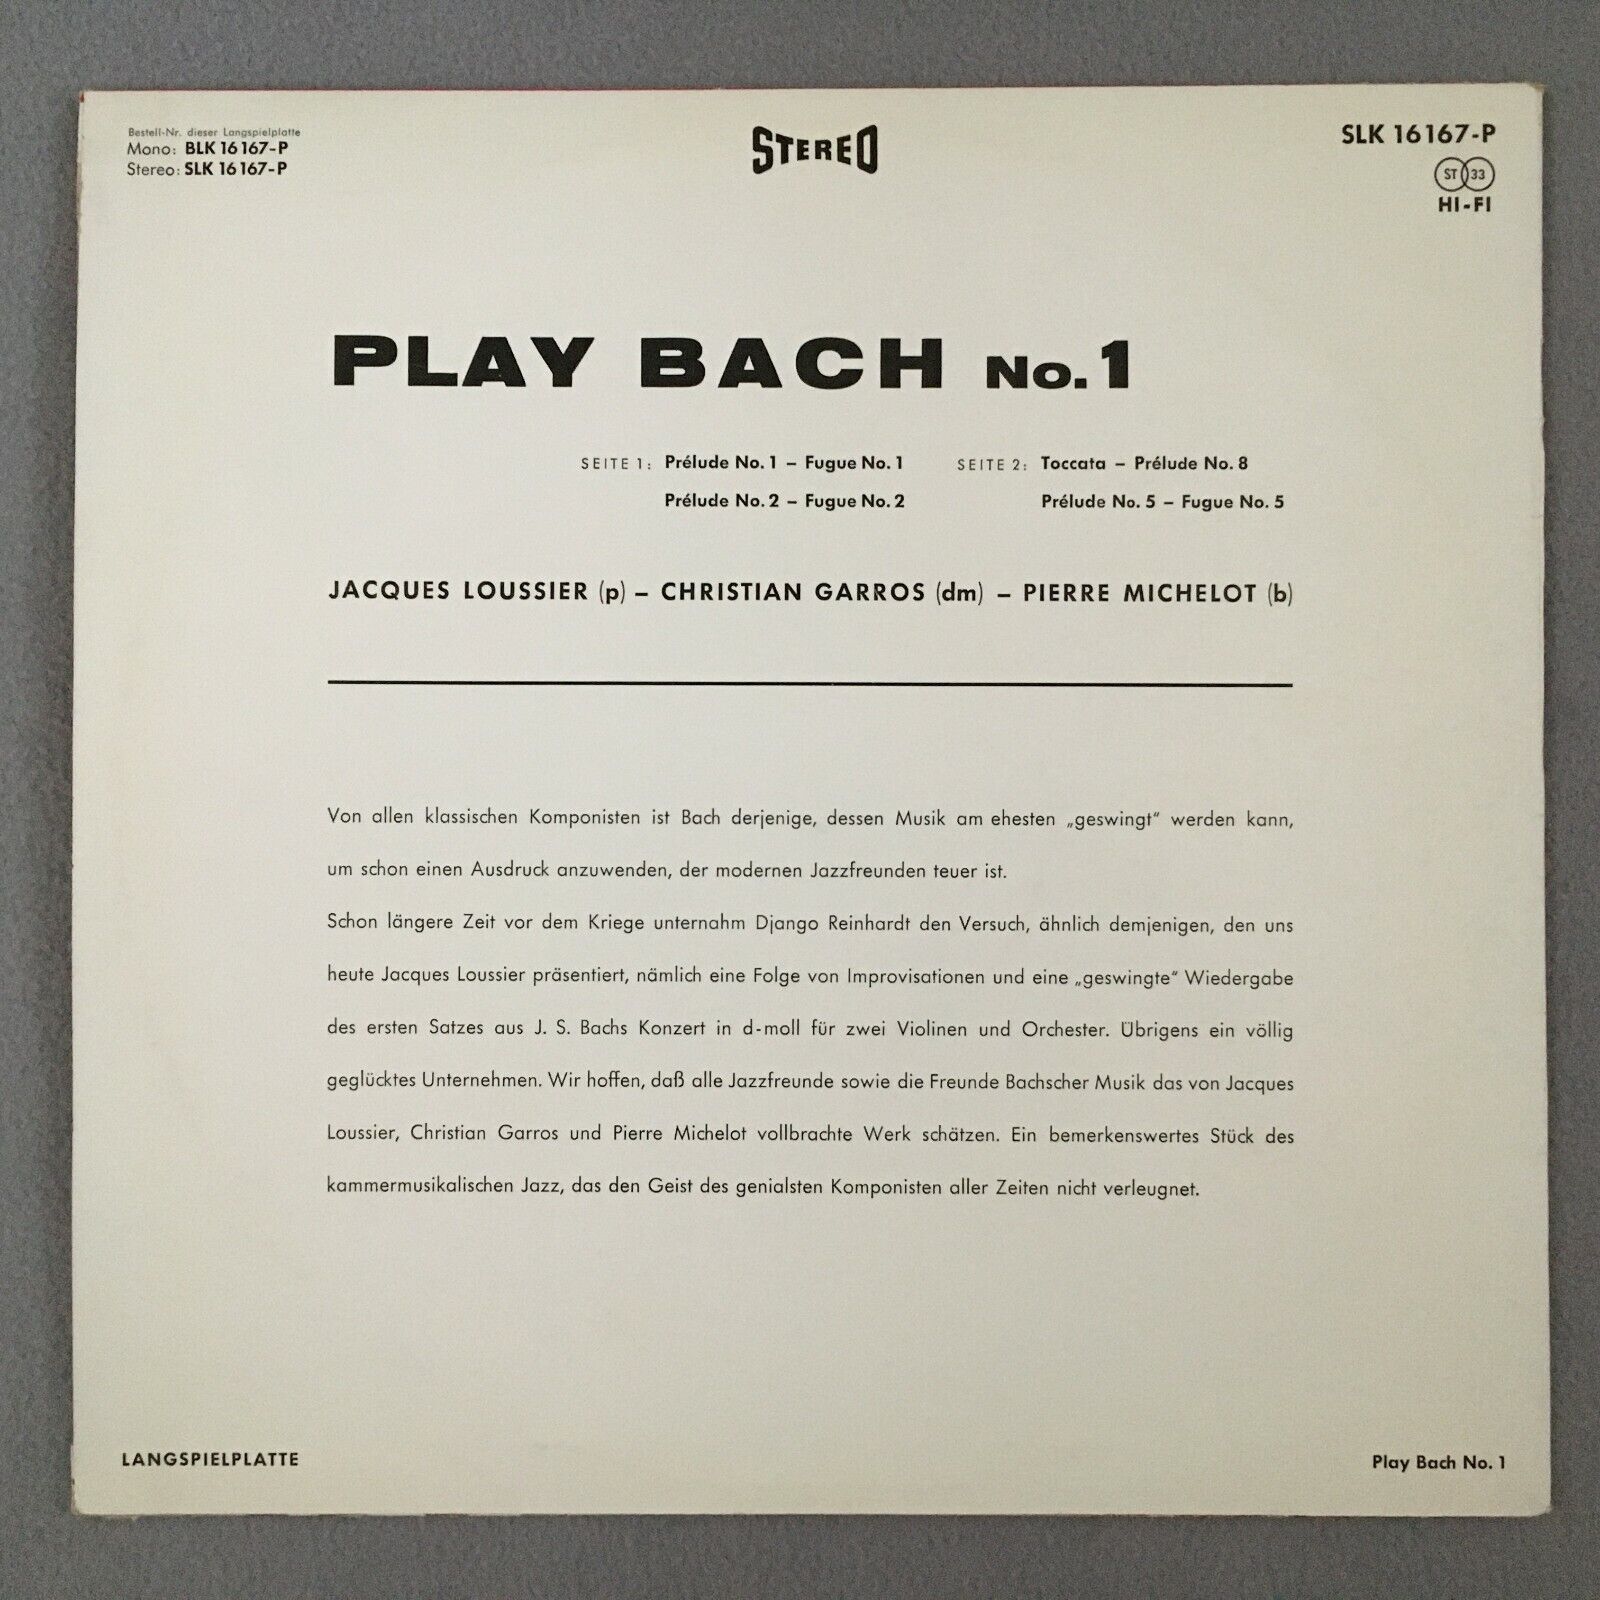 Bestell-Nr. dieser Langspielplatte
Mono: BLK 16167-P
Stereo: SLK 16167-P
STEREO
SLK 16167-P
ST 33
HI-FI
PLAY BACH No. 1
SEITE 1: Prélude No. 1 – Fugue No. 1
Prélude No. 2 – Fugue No. 2
SEITE 2: Toccata – Prélude No. 8
Prélude No. 5 – Fugue No. 5
JACQUES LOUSSIER (p) – CHRISTIAN GARROS (dm) – PIERRE MICHELOT (b)
Von allen klassischen Komponisten ist Bach derjenige, dessen Musik am ehesten „geswingt“ werden kann,
um schon einen Ausdruck anzuwenden, der modernen Jazzfreunden teuer ist.
Schon längere Zeit vor dem Kriege unternahm Django Reinhardt den Versuch, ähnlich demjenigen, den uns
heute Jacques Loussier präsentiert, nämlich eine Folge von Improvisationen und eine „geswingte“ Wiedergabe
des ersten Satzes aus J. S. Bachs Konzert in d-moll für zwei Violinen und Orchester. Übrigens ein völlig
geglücktes Unternehmen. Wir hoffen, daß alle Jazzfreunde sowie die Freunde Bachscher Musik das von Jacques
Loussier, Christian Garros und Pierre Michelot vollbrachte Werk schätzen. Ein bemerkenswertes Stück des
kammermusikalischen Jazz, das den Geist des genialsten Komponisten aller Zeiten nicht verleugnet.
LANGSPIELPLATTE
Play Bach No. 1